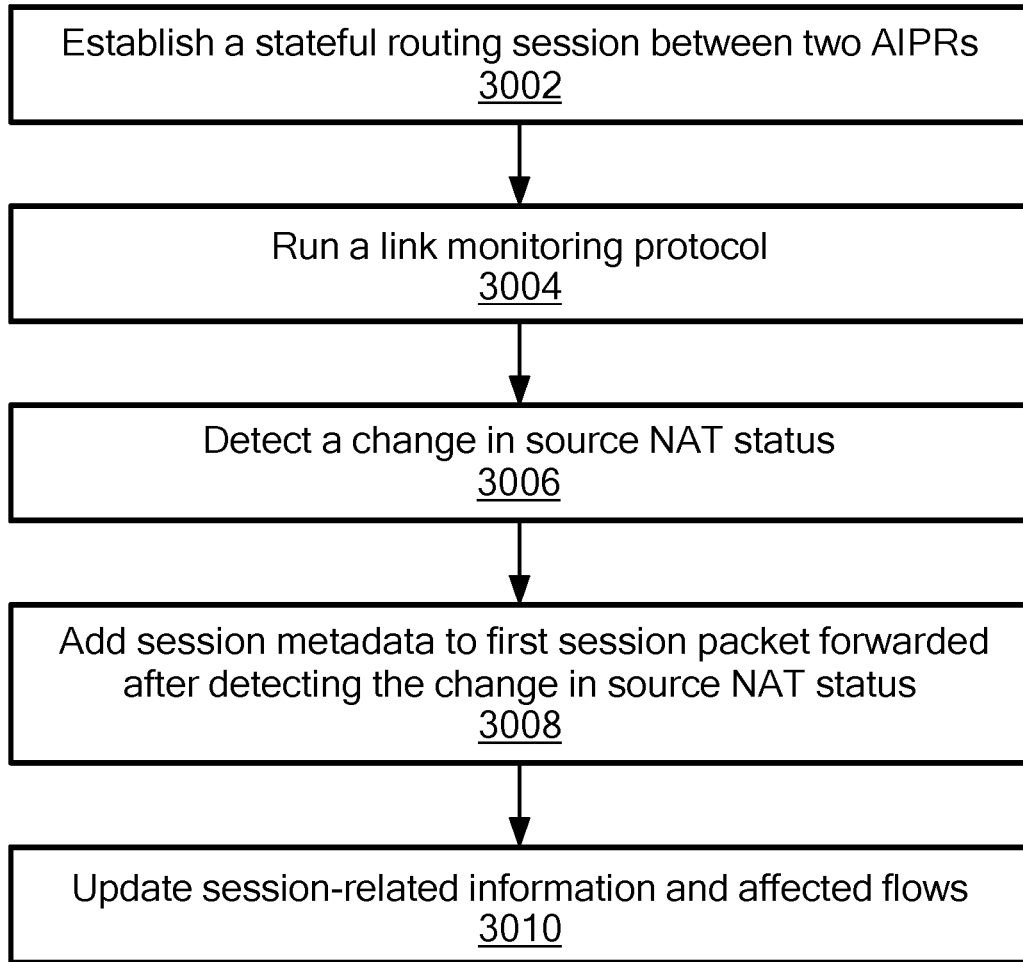 Establish a stateful routing session between two AIPRs
3002
Run a link monitoring protocol
3004
Detect a change in source NAT status
3006
Add session metadata to first session packet forwarded
after detecting the change in source NAT status
3008
Update session-related information and affected flows
3010